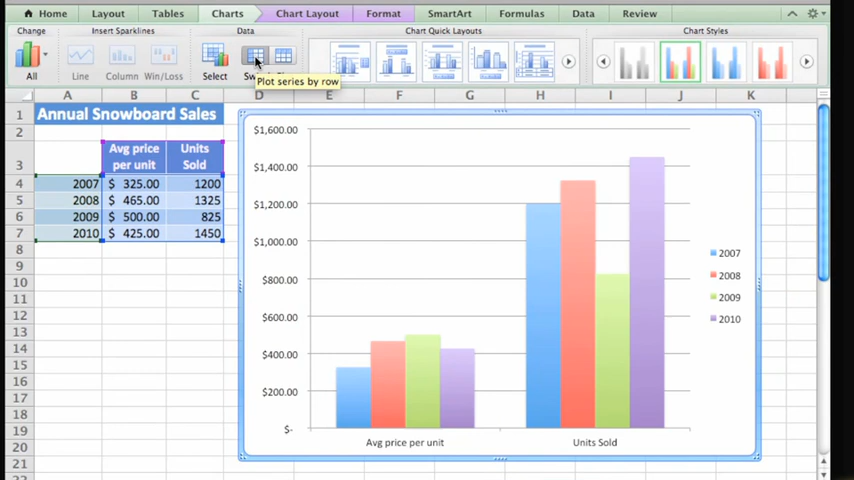 Home Layout Tables Charts Chart Layout Format SmartArt Formulas Data Review
Change Insert Sparklines Data Chart Quick Layouts Chart Styles
All Line Column Win/Loss Select
Plot series by row
A B C D E F G H I J K
1 Annual Snowboard Sales
2
Avg price Units
3 per unit Sold
4 2007 $ 325.00 1200
5 2008 $ 465.00 1325
6 2009 $ 500.00 825
7 2010 $ 425.00 1450
8
9
10
11
12
13
14
15
16
17
18
19
20
21
$1,600.00
$1,400.00
$1,200.00
$1,000.00
$800.00
$600.00
$400.00
$200.00
$-
Avg price per unit Units Sold
2007
2008
2009
2010